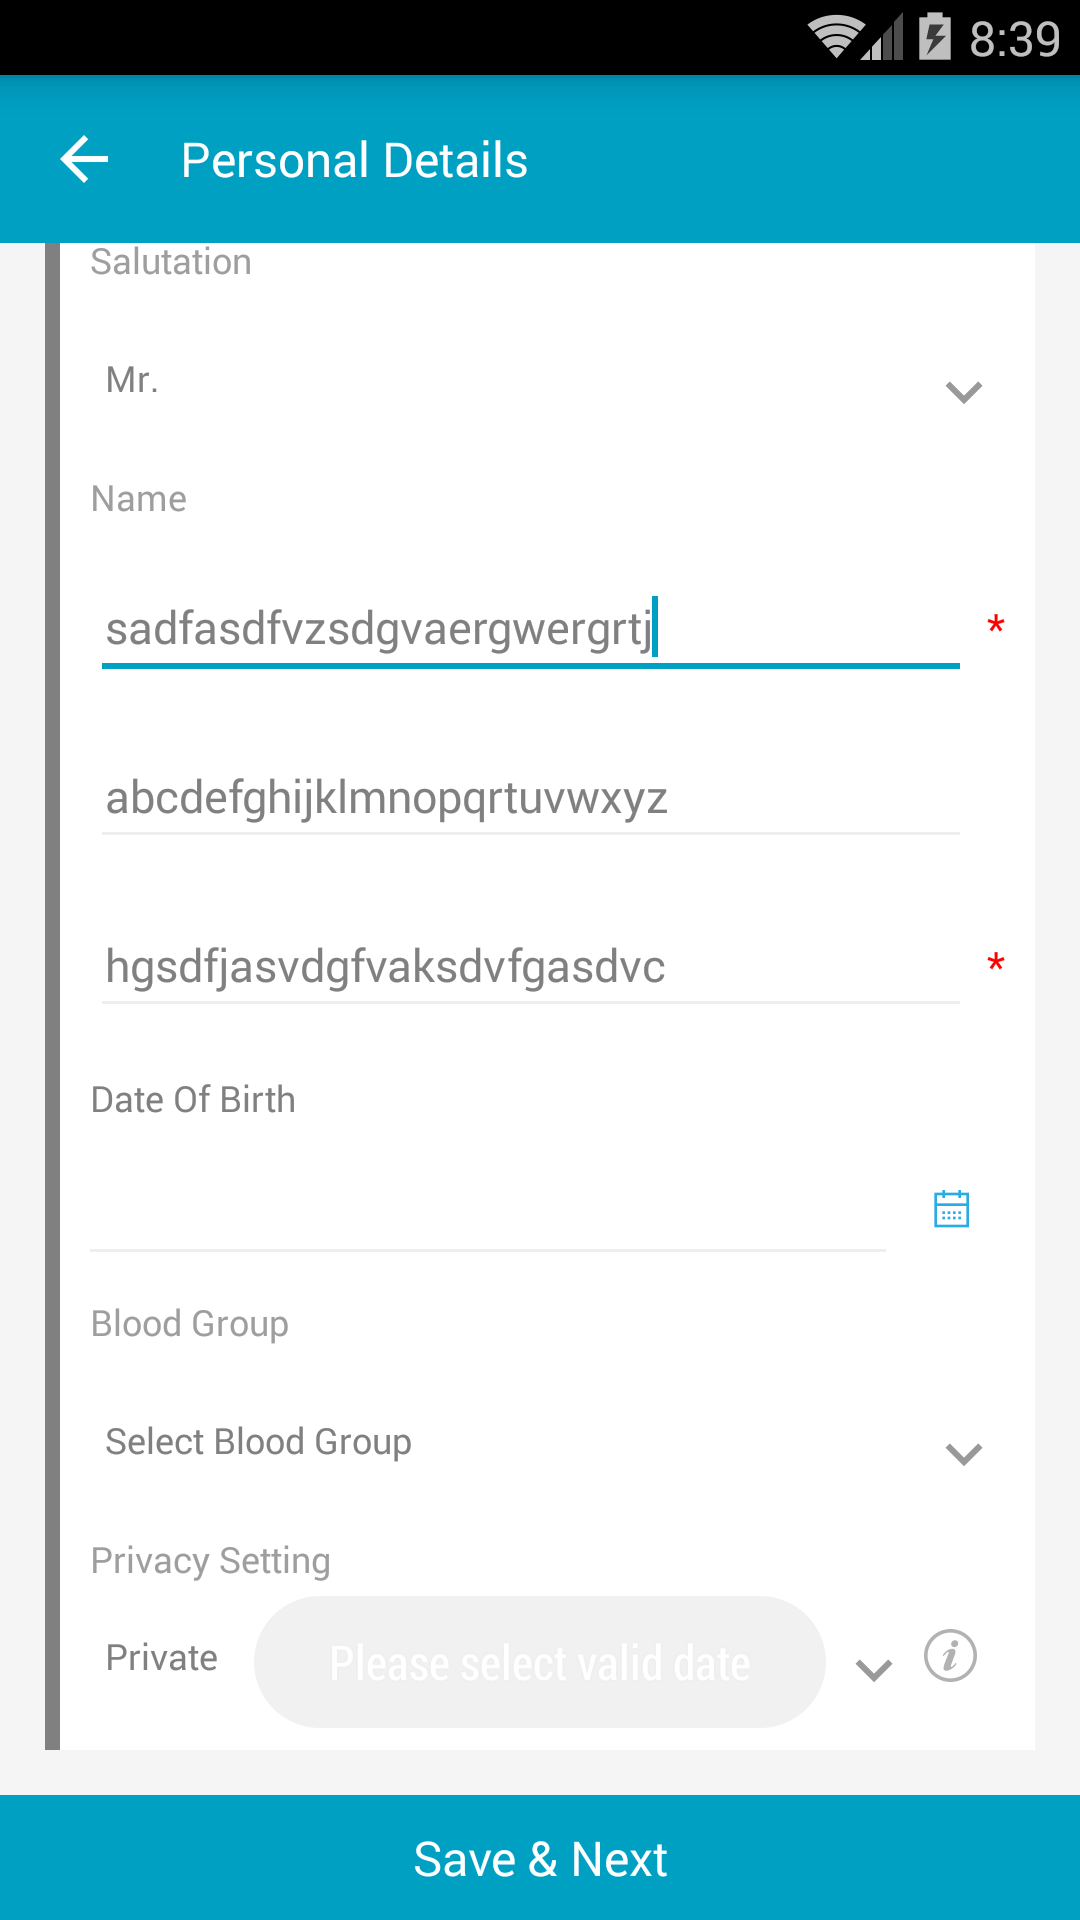 8:39
Personal Details
Salutation
Mr.
Name
sadfasdfvzsdgvaergwergrtj
*
abcdefghijklmnopqrtuvwxyz
hgsdfjasvdgfvaksdvfgasdvc
*
Date Of Birth
Blood Group
Select Blood Group
Privacy Setting
Private
Please select valid date
i
Save & Next